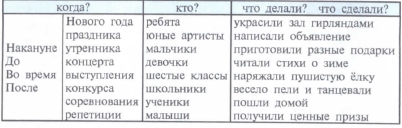 когда? кто? что делали? что сделали?
Нового года ребята украсили зал гирляндами
праздника юные артисты написали объявление
Накануне утренника мальчики приготовили разные подарки
До концерта девочки читали стихи о зиме
Во время выступления шестые классы наряжали пушистую ёлку
После конкурса школьники весело пели и танцевали
соревнования ученики пошли домой
репетиции малыши получили ценные призы